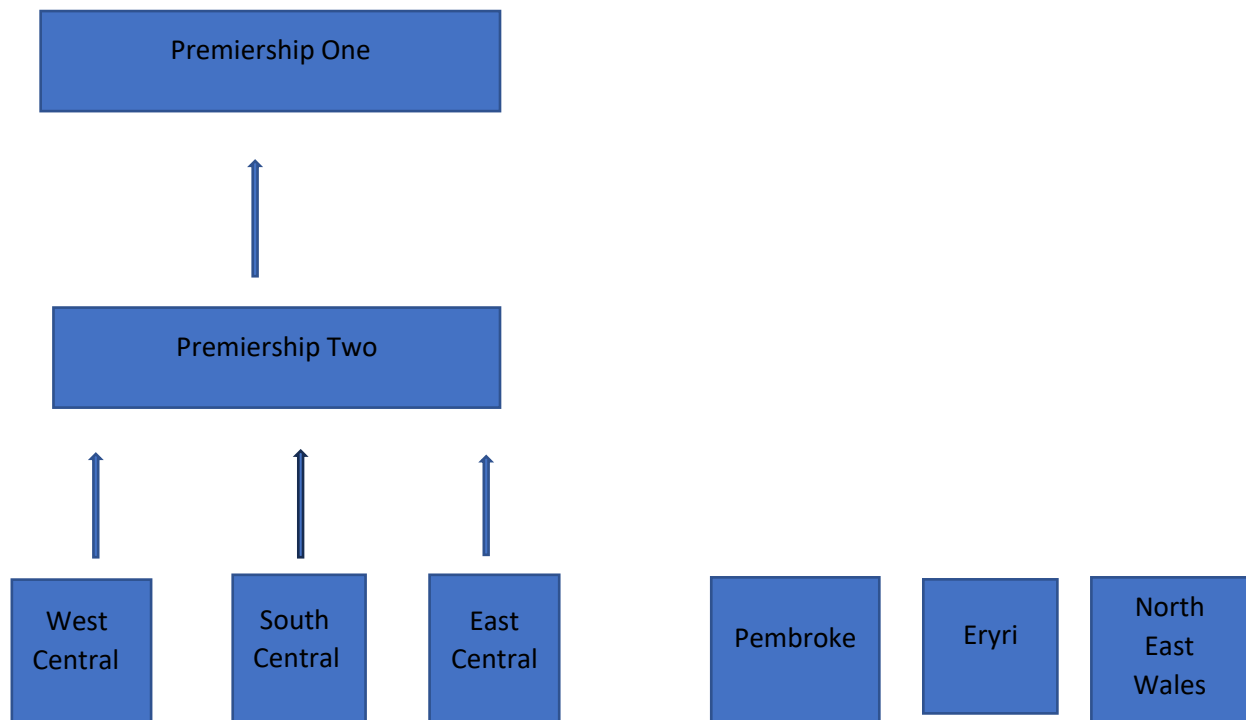 Premiership One
Premiership Two
West
Central
South
Central
East
Central
Pembroke
Eryri
North
East
Wales